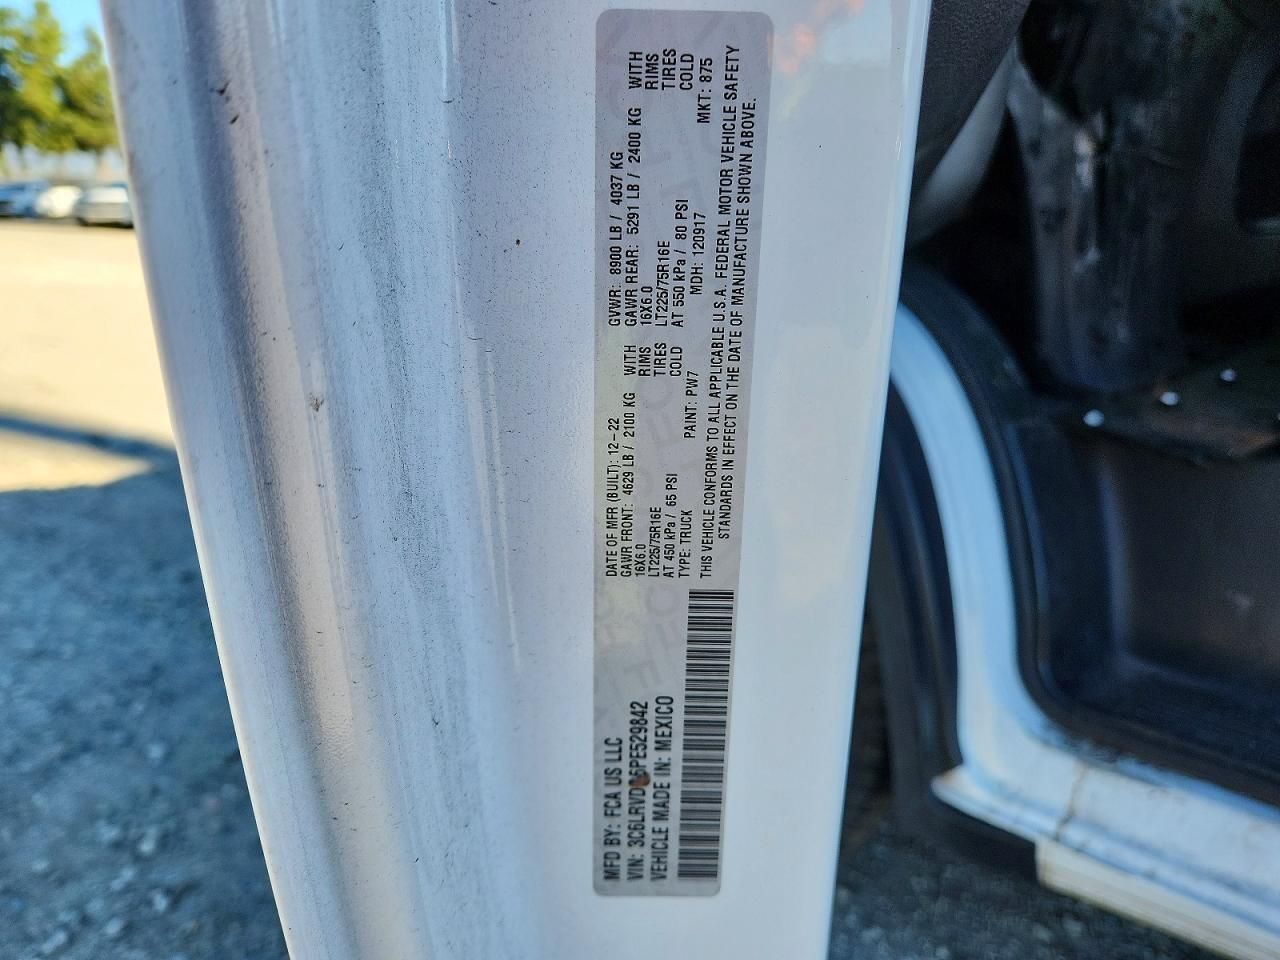 MFD BY: FCA US LLC
VIN: 3C6LRVD 6PE529842
VEHICLE MADE IN: MEXICO
DATE OF MFR (BUILT): 12-22 GVWR: 8900 LB / 4037 KG
GAWR FRONT: 4629 LB / 2100 KG WITH GAWR REAR: 5291 LB / 2400 KG WITH
16X6.0 RIMS 16X6.0 RIMS
LT225/75R16E TIRES LT225/75R16E TIRES
AT 450 kPa / 65 PSI COLD AT 550 kPa / 80 PSI COLD
TYPE: TRUCK PAINT: PW7 MDH: 120917 MKT: 875
THIS VEHICLE CONFORMS TO ALL APPLICABLE U.S.A. FEDERAL MOTOR VEHICLE SAFETY
STANDARDS IN EFFECT ON THE DATE OF MANUFACTURE SHOWN ABOVE.